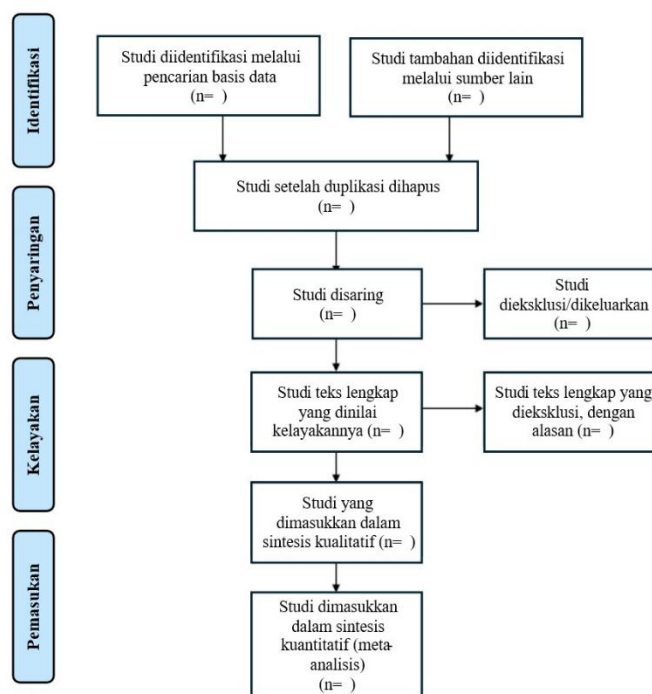 Identifikasi
Studi diidentifikasi melalui
pencarian basis data
(n= )
Studi tambahan diidentifikasi
melalui sumber lain
(n= )
Studi setelah duplikasi dihapus
(n= )
Penyaringan
Studi disaring
(n= )
Studi
dieksklusi/dikeluarkan
(n= )
Kelayakan
Studi teks lengkap
yang dinilai
kelayakannya (n= )
Studi teks lengkap yang
dieksklusi, dengan
alasan (n= )
Studi yang
dimasukkan dalam
sintesis kualitatif (n= )
Pemasukan
Studi dimasukkan
dalam sintesis
kuantitatif (meta-
analisis)
(n= )